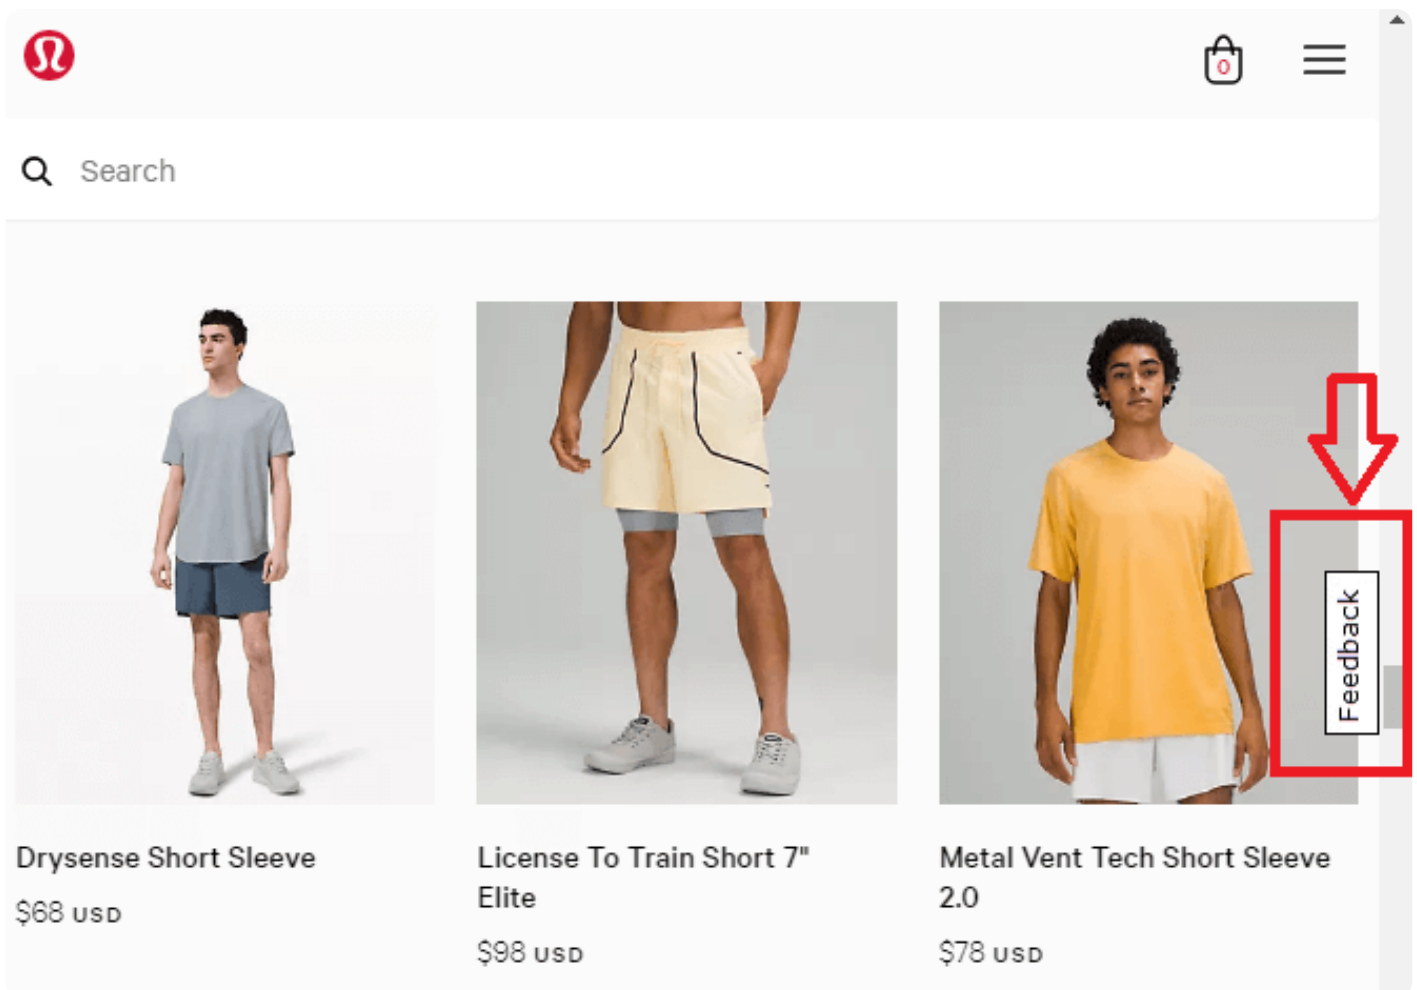 0
Search
Feedback
Drysense Short Sleeve
$68 USD
License To Train Short 7"
Elite
$98 USD
Metal Vent Tech Short Sleeve
2.0
$78 USD